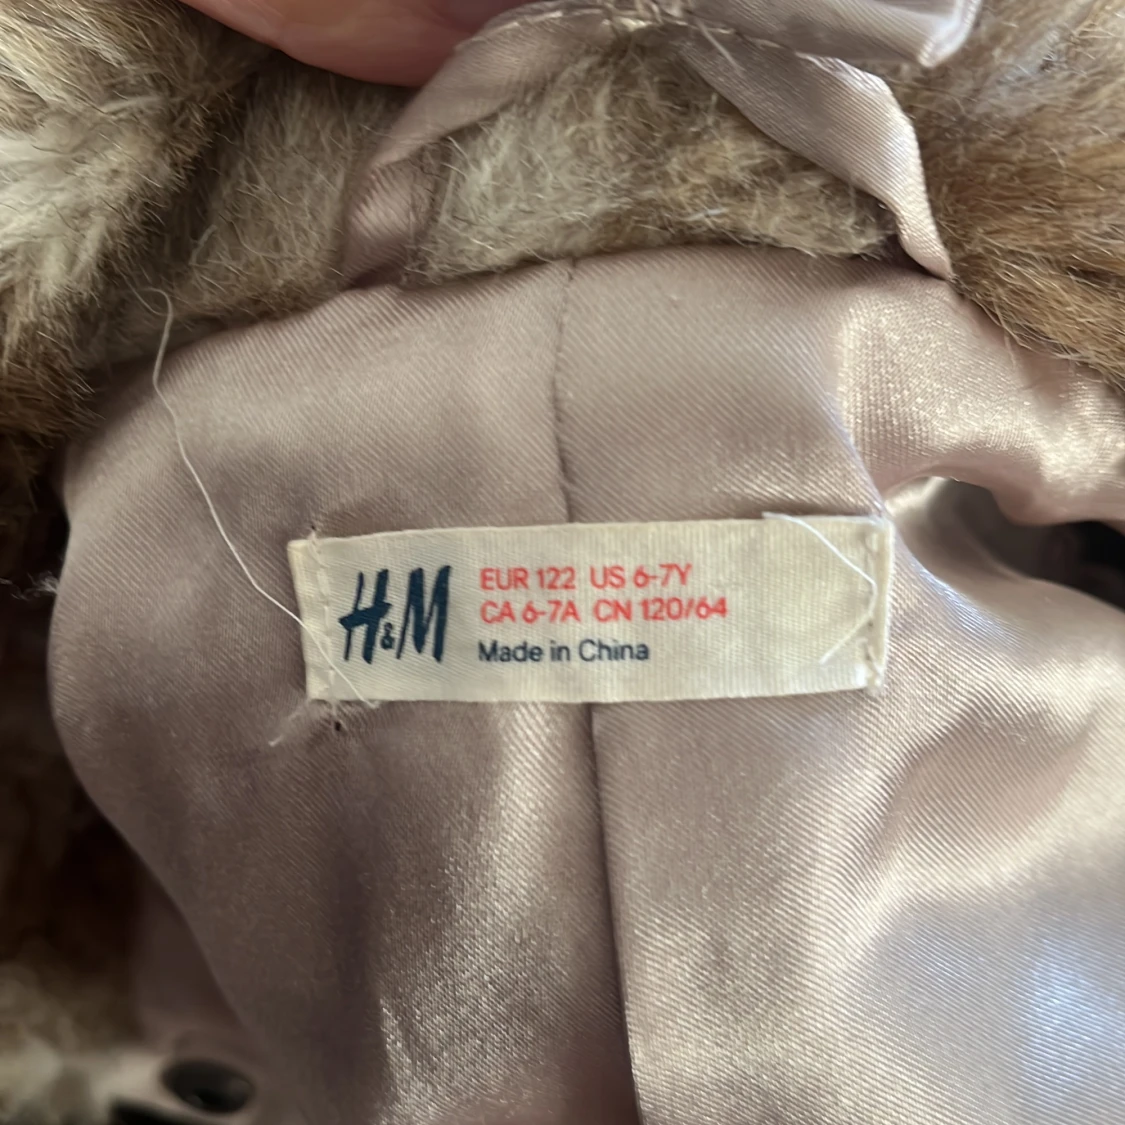 H&M
EUR 122 US 6-7Y
CA 6-7A CN 120/64
Made in China